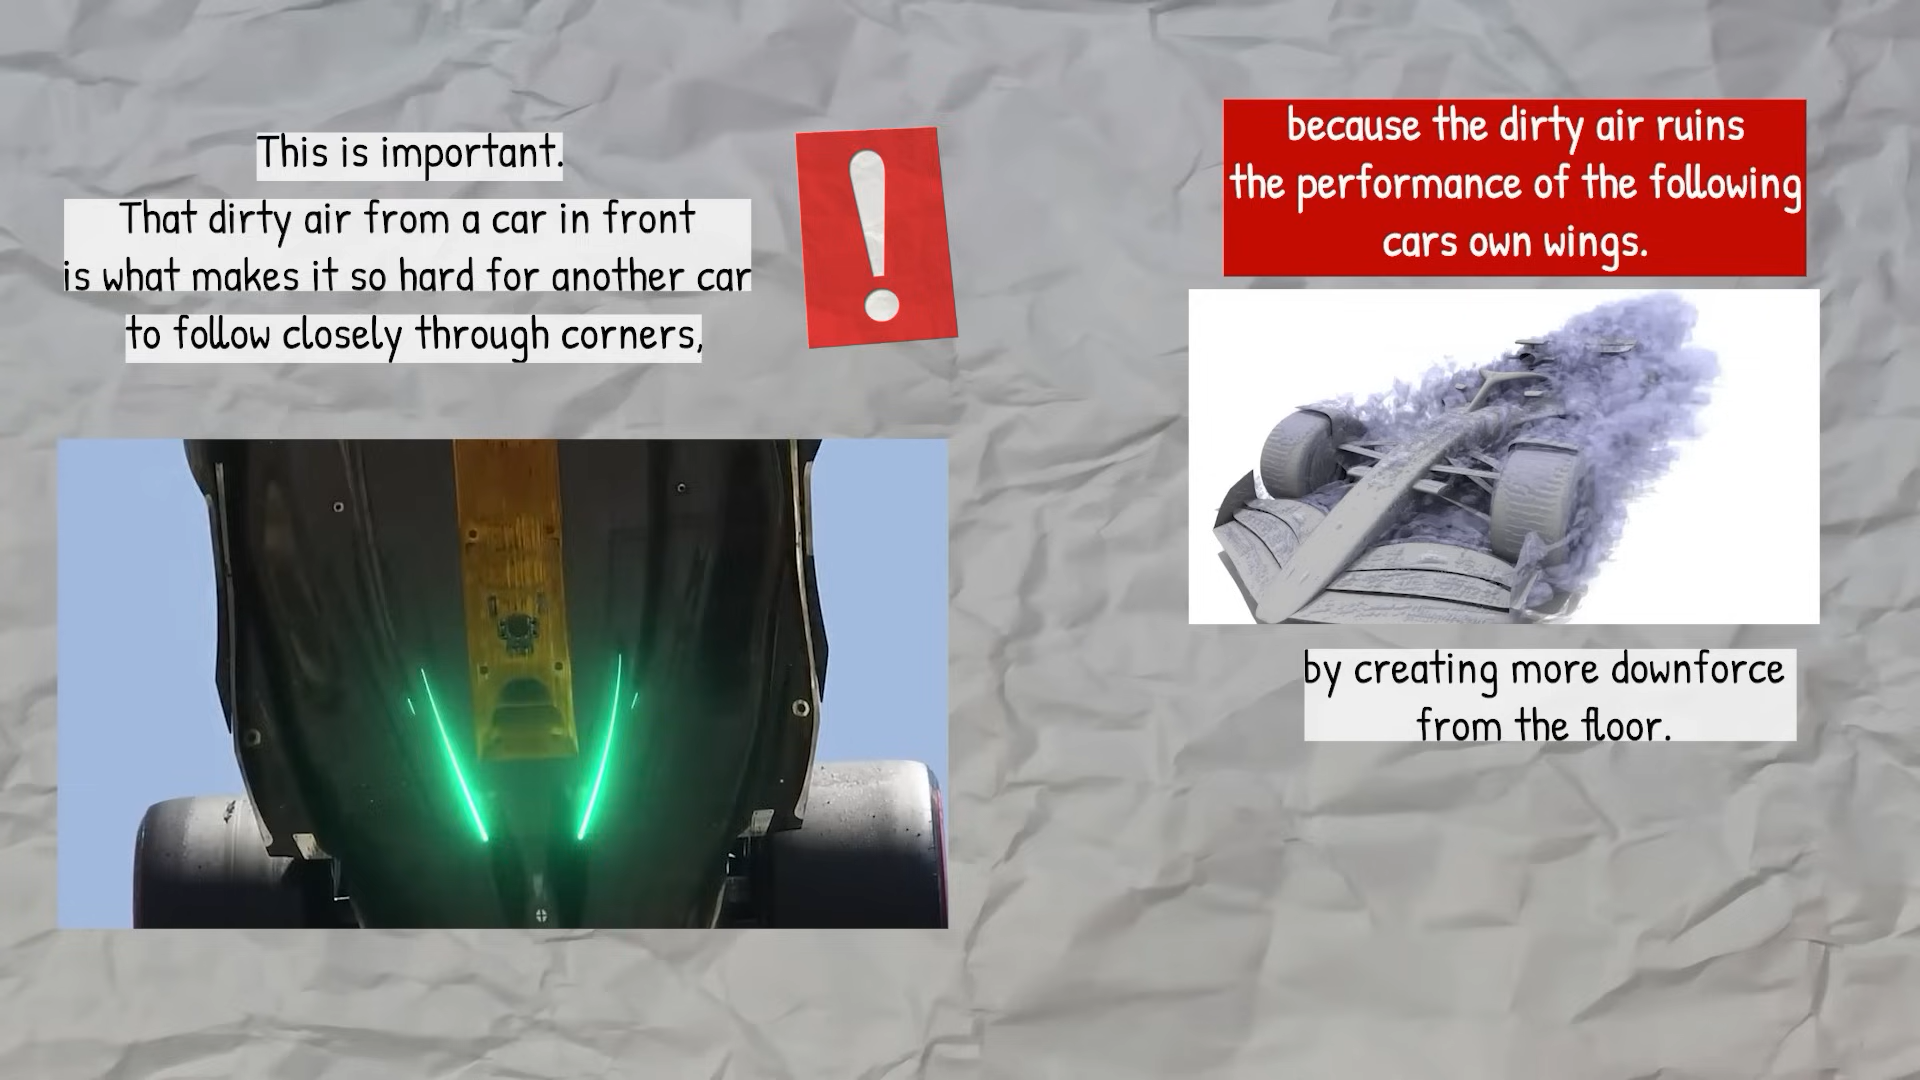 This is important.
That dirty air from a car in front
is what makes it so hard for another car
to follow closely through corners,
because the dirty air ruins
the performance of the following
cars own wings.
by creating more downforce
from the floor.